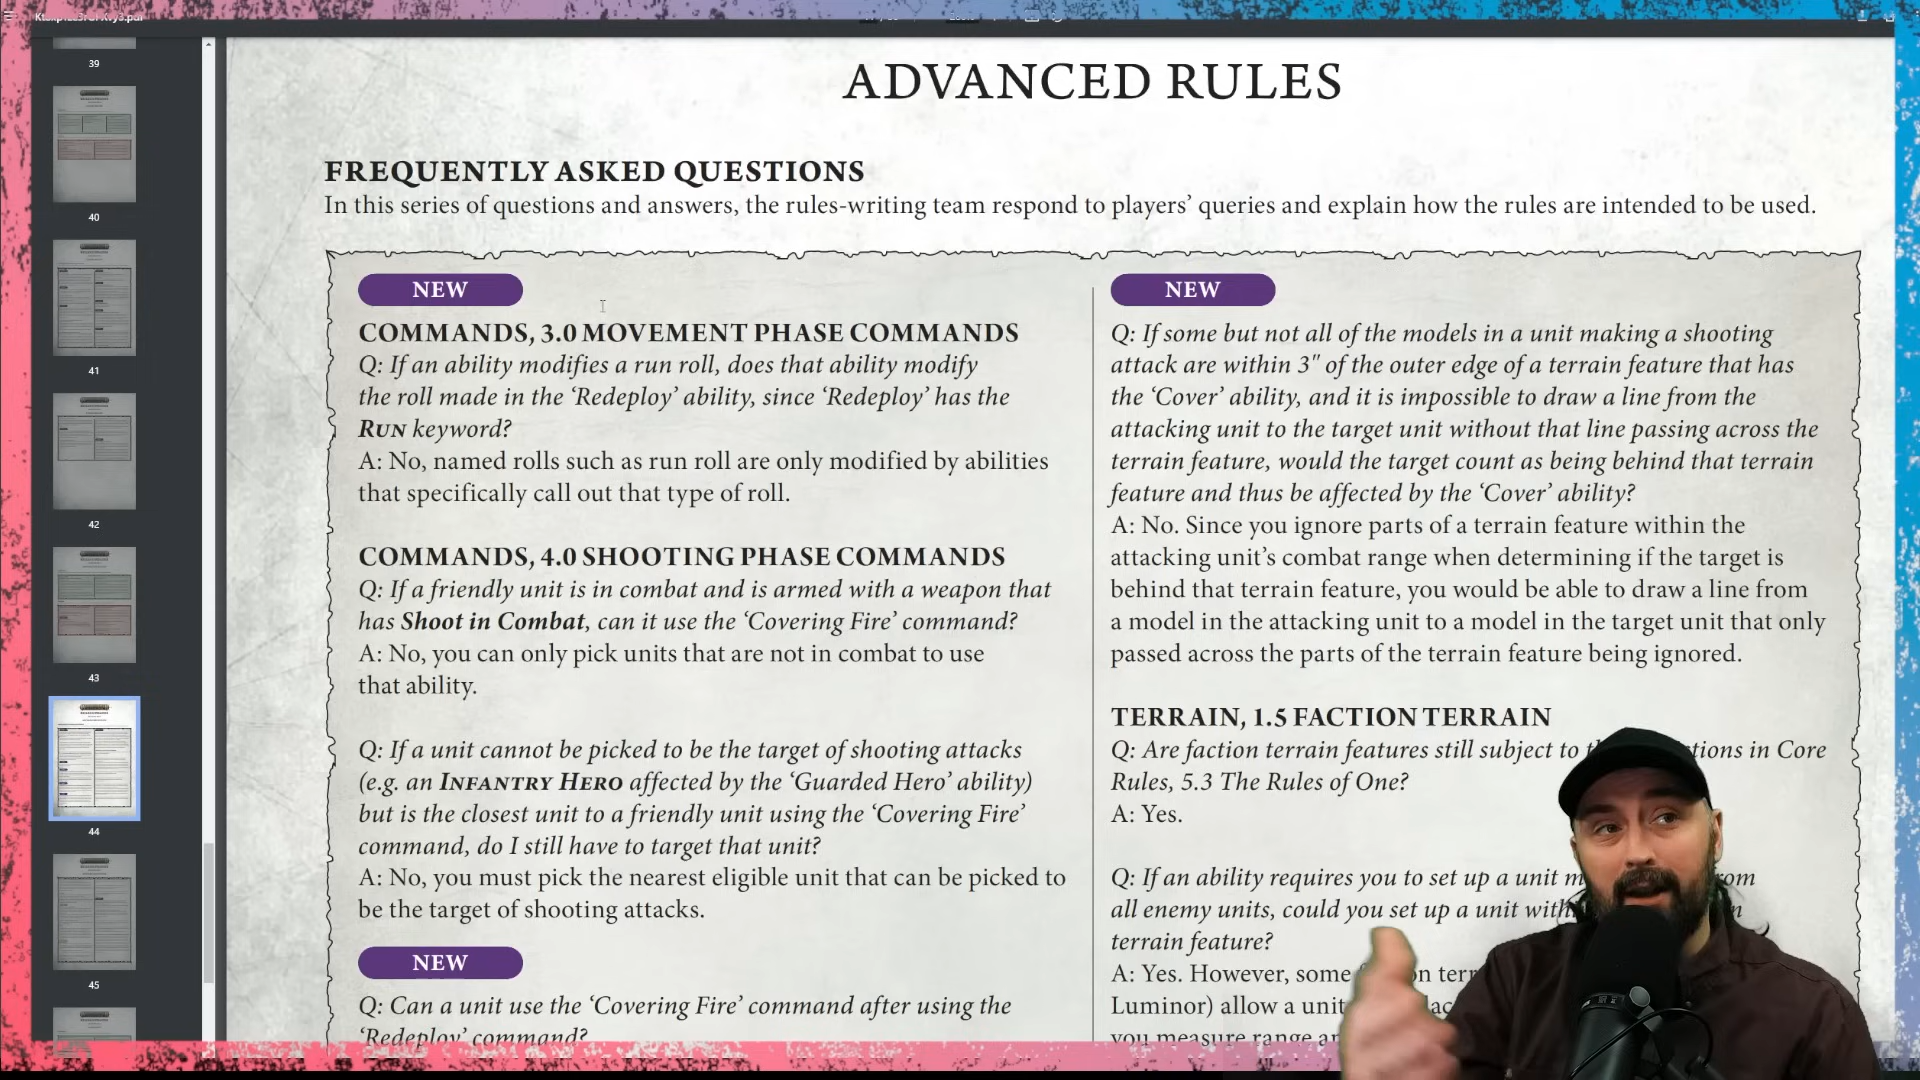 39
40
41
42
43
44
45
ADVANCED RULES
FREQUENTLY ASKED QUESTIONS
In this series of questions and answers, the rules-writing team respond to players’ queries and explain how the rules are intended to be used.
NEW
COMMANDS, 3.0 MOVEMENT PHASE COMMANDS
Q: If an ability modifies a run roll, does that ability modify
the roll made in the ‘Redeploy’ ability, since ‘Redeploy’ has the
RUN keyword?
A: No, named rolls such as run roll are only modified by abilities
that specifically call out that type of roll.
COMMANDS, 4.0 SHOOTING PHASE COMMANDS
Q: If a friendly unit is in combat and is armed with a weapon that
has Shoot in Combat, can it use the ‘Covering Fire’ command?
A: No, you can only pick units that are not in combat to use
that ability.
Q: If a unit cannot be picked to be the target of shooting attacks
(e.g. an INFANTRY HERO affected by the ‘Guarded Hero’ ability)
but is the closest unit to a friendly unit using the ‘Covering Fire’
command, do I still have to target that unit?
A: No, you must pick the nearest eligible unit that can be picked to
be the target of shooting attacks.
NEW
Q: Can a unit use the ‘Covering Fire’ command after using the
‘Redeploy’ command?
NEW
Q: If some but not all of the models in a unit making a shooting
attack are within 3" of the outer edge of a terrain feature that has
the ‘Cover’ ability, and it is impossible to draw a line from the
attacking unit to the target unit without that line passing across the
terrain feature, would the target count as being behind that terrain
feature and thus be affected by the ‘Cover’ ability?
A: No. Since you ignore parts of a terrain feature within the
attacking unit’s combat range when determining if the target is
behind that terrain feature, you would be able to draw a line from
a model in the attacking unit to a model in the target unit that only
passed across the parts of the terrain feature being ignored.
TERRAIN, 1.5 FACTION TERRAIN
Q: Are faction terrain features still subject to in Core
Rules, 5.3 The Rules of One?
A: Yes.
Q: If an ability requires you to set up a unit
all enemy units, could you set up a unit
terrain feature?
A: Yes. However, some
Luminor) allow a unit
you measure range